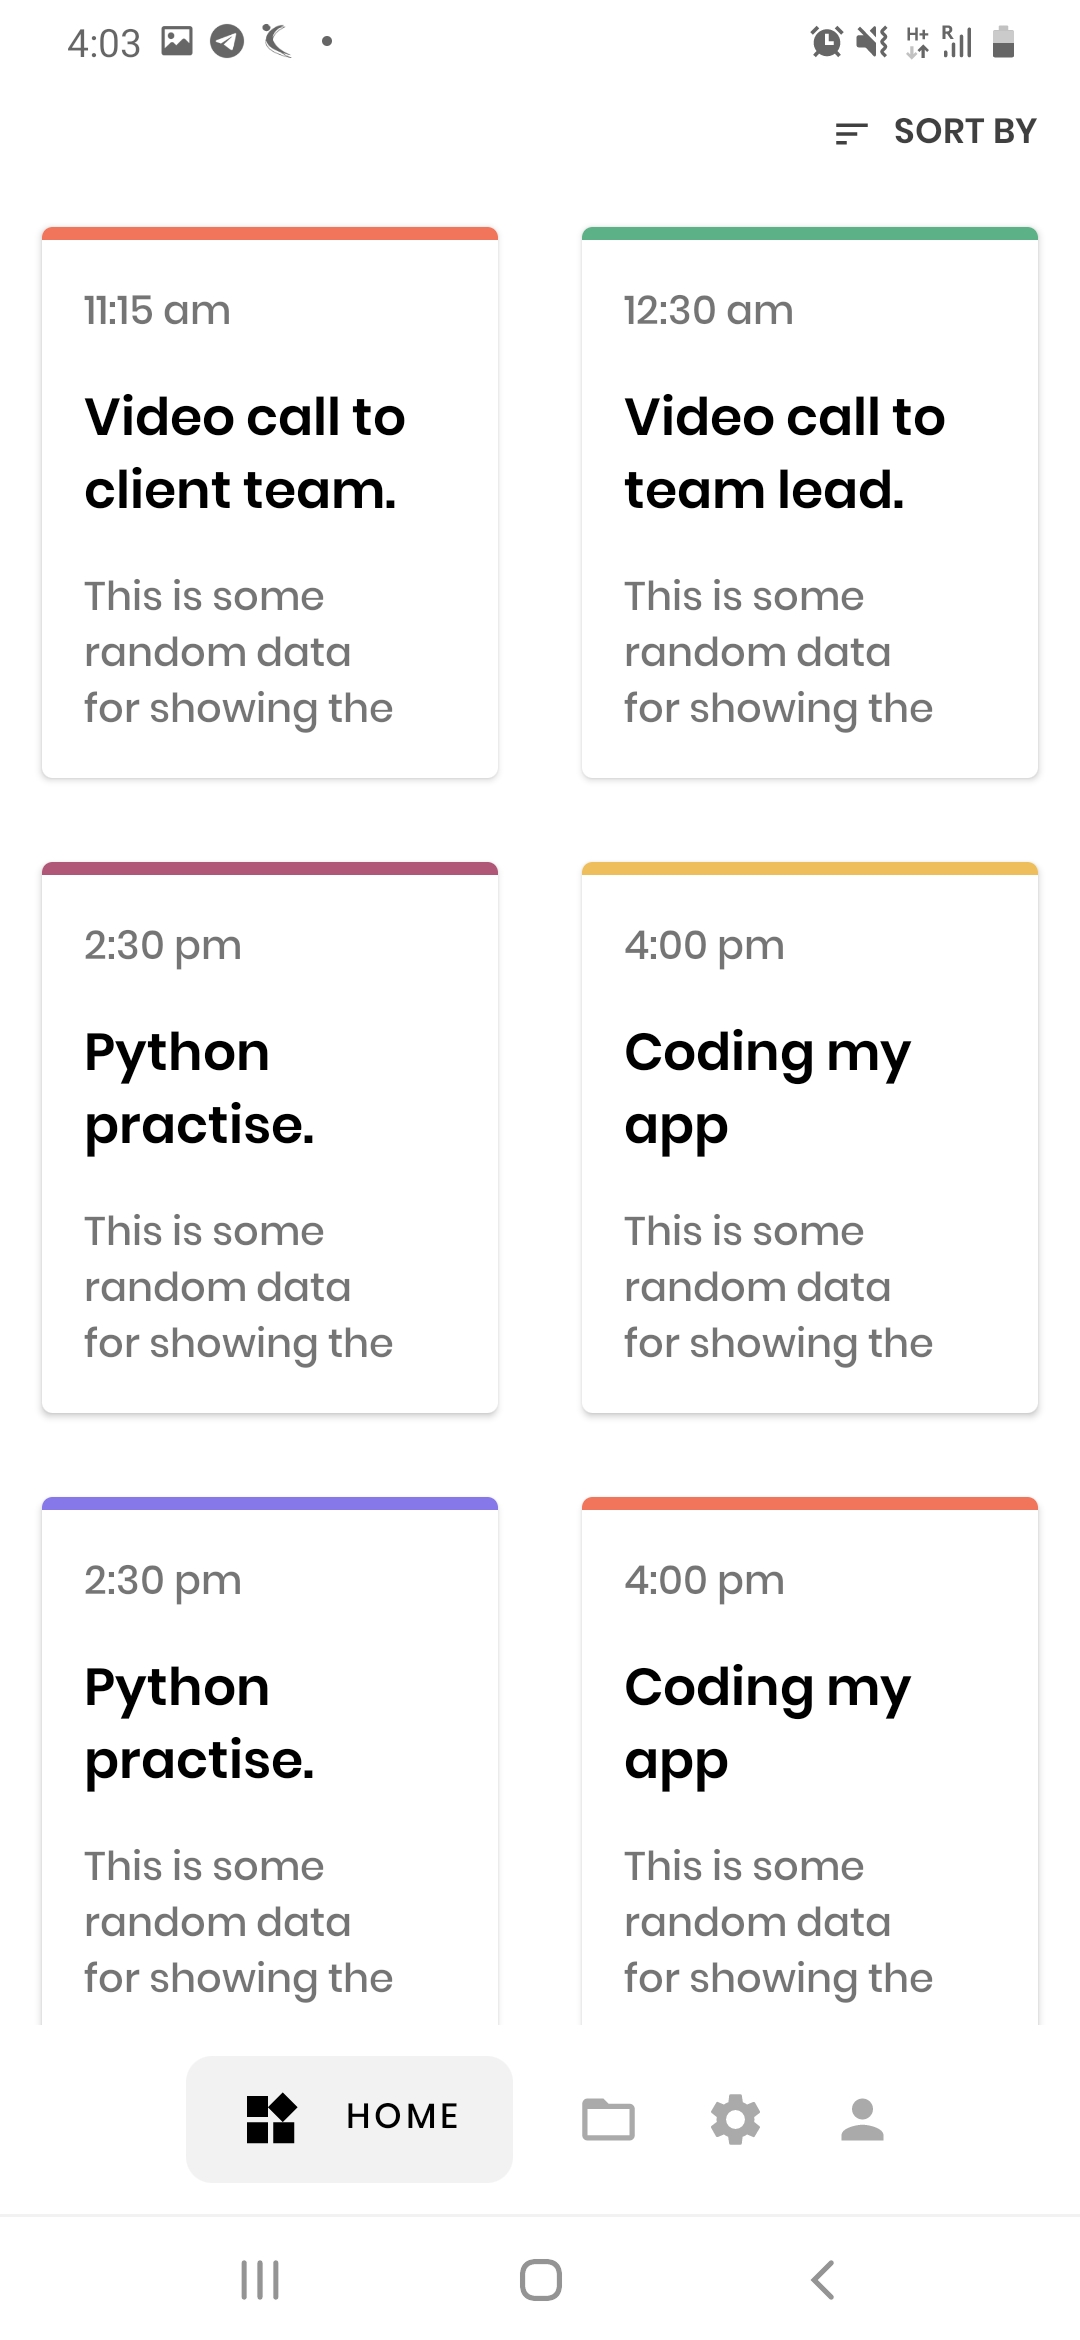 4:03
H+
R
SORT BY
11:15 am
Video call to
client team.
This is some
random data
for showing the
12:30 am
Video call to
team lead.
This is some
random data
for showing the
2:30 pm
Python
practise.
This is some
random data
for showing the
4:00 pm
Coding my
app
This is some
random data
for showing the
2:30 pm
Python
practise.
This is some
random data
for showing the
4:00 pm
Coding my
app
This is some
random data
for showing the
HOME